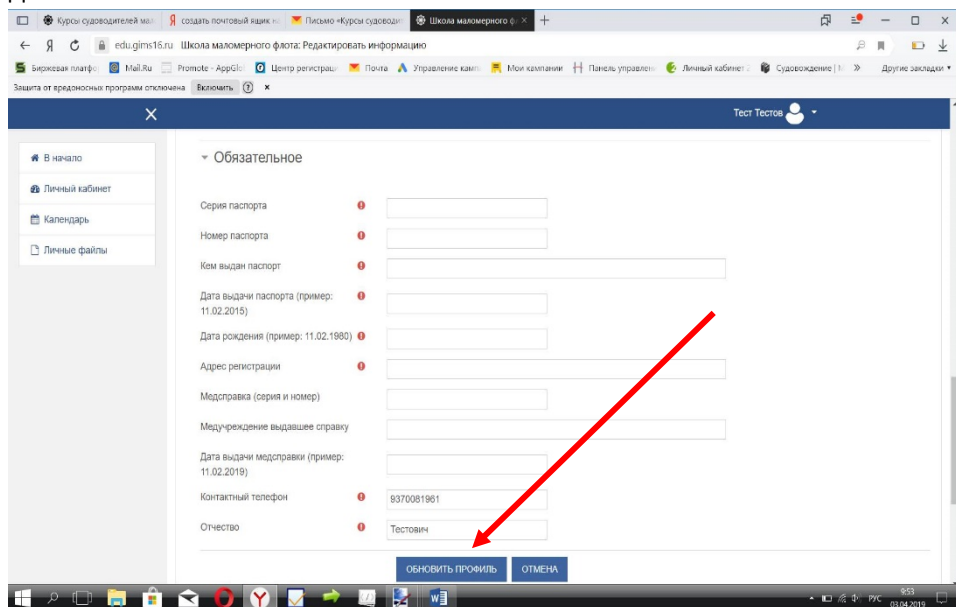 Курсы судоводителей мал
создать почтовый ящик на
Письмо «Курсы судоводит
Школа маломерного ф
edu.gims16.ru Школа маломерного флота: Редактировать информацию
Биржевая платфо
Mail.Ru
Promote - AppGlo
Центр регистраци
Почта
Управление камп
Мои кампании
Панель управлен
Личный кабинет
Судовождение
»
Другие закладки
Защита от вредоносных программ отключена
Включить
Тест Тестов
В начало
Личный кабинет
Календарь
Личные файлы
Обязательное
Серия паспорта
Номер паспорта
Кем выдан паспорт
Дата выдачи паспорта (пример:
11.02.2015)
Дата рождения (пример: 11.02.1980)
Адрес регистрации
Медсправка (серия и номер)
Медучреждение выдавшее справку
Дата выдачи медсправки (пример:
11.02.2019)
Контактный телефон
9370081961
Отчество
Тестович
ОБНОВИТЬ ПРОФИЛЬ
ОТМЕНА
РУС
9:53
03.04.2019